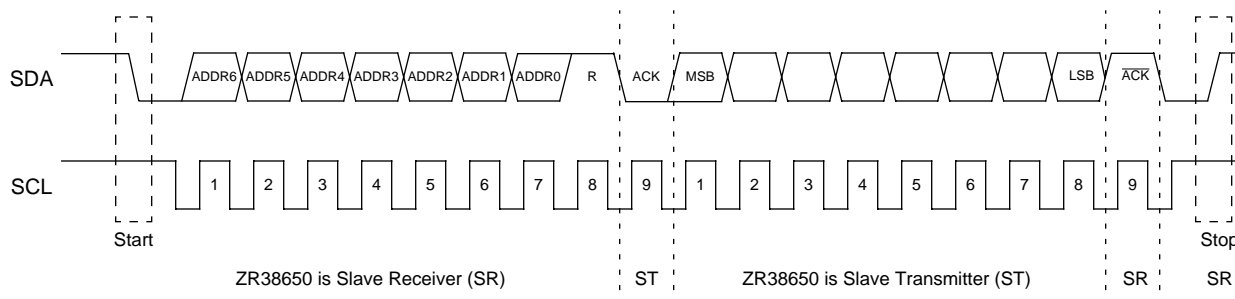 SDA ADDR6 ADDR5 ADDR4 ADDR3 ADDR2 ADDR1 ADDR0 R ACK MSB LSB ACK
SCL 1 2 3 4 5 6 7 8 9 1 2 3 4 5 6 7 8 9
Start Stop
ZR38650 is Slave Receiver (SR) ST ZR38650 is Slave Transmitter (ST) SR SR